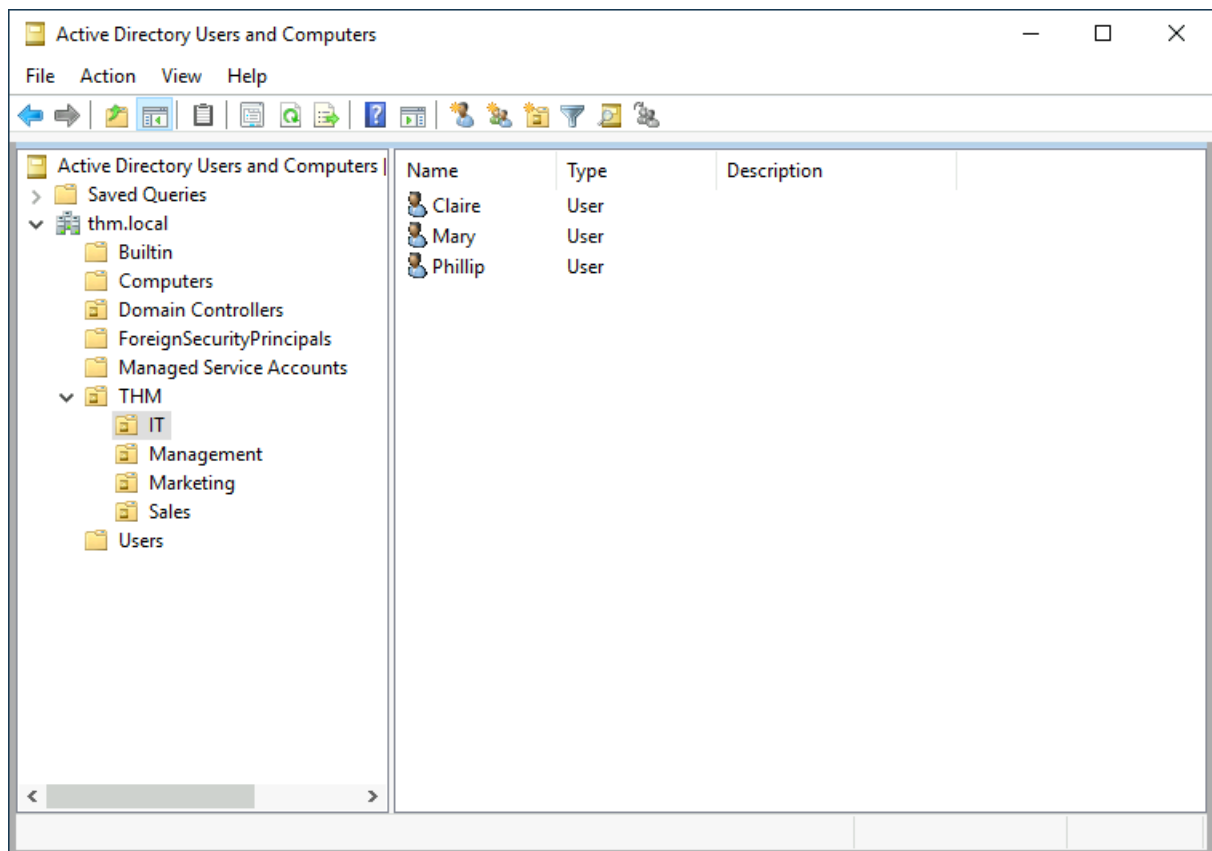 Active Directory Users and Computers
File Action View Help
Active Directory Users and Computers [
Saved Queries
thm.local
Builtin
Computers
Domain Controllers
ForeignSecurityPrincipals
Managed Service Accounts
THM
IT
Management
Marketing
Sales
Users
Name Type Description
Claire User
Mary User
Phillip User